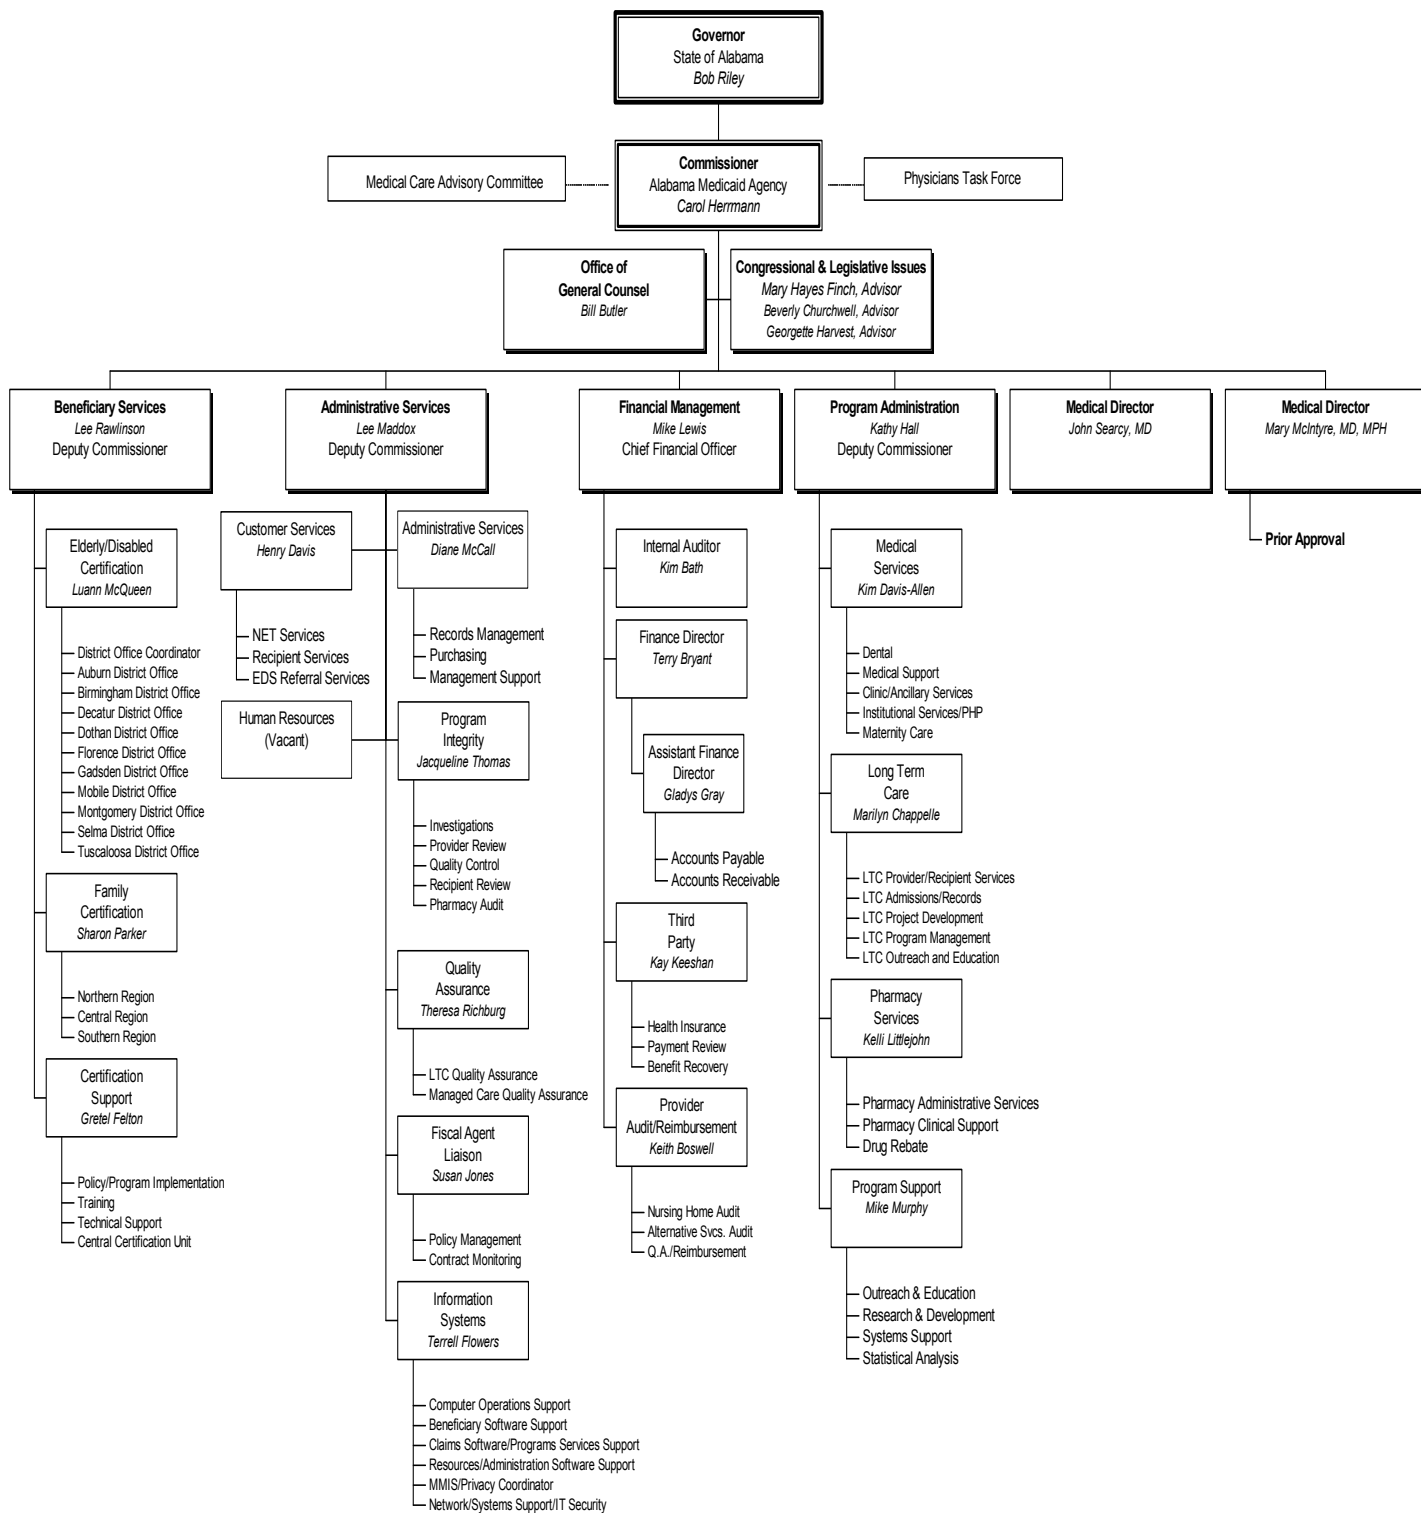 Governor
State of Alabama
Bob Riley
Medical Care Advisory Committee
Commissioner
Alabama Medicaid Agency
Carol Herrmann
Physicians Task Force
Office of
General Counsel
Bill Butler
Congressional & Legislative Issues
Mary Hayes Finch, Advisor
Beverly Churchwell, Advisor
Georgette Harvest, Advisor
Beneficiary Services
Lee Rawlinson
Deputy Commissioner
Administrative Services
Lee Maddox
Deputy Commissioner
Financial Management
Mike Lewis
Chief Financial Officer
Program Administration
Kathy Hall
Deputy Commissioner
Medical Director
John Searcy, MD
Medical Director
Mary McIntyre, MD, MPH
Elderly/Disabled
Certification
Luann McQueen
District Office Coordinator
Auburn District Office
Birmingham District Office
Decatur District Office
Dothan District Office
Florence District Office
Gadsden District Office
Mobile District Office
Montgomery District Office
Selma District Office
Tuscaloosa District Office
Family
Certification
Sharon Parker
Northern Region
Central Region
Southern Region
Certification
Support
Gretel Felton
Policy/Program Implementation
Training
Technical Support
Central Certification Unit
Customer Services
Henry Davis
NET Services
Recipient Services
EDS Referral Services
Human Resources
(Vacant)
Administrative Services
Diane McCall
Records Management
Purchasing
Management Support
Program
Integrity
Jacqueline Thomas
Investigations
Provider Review
Quality Control
Recipient Review
Pharmacy Audit
Quality
Assurance
Theresa Richburg
LTC Quality Assurance
Managed Care Quality Assurance
Fiscal Agent
Liaison
Susan Jones
Policy Management
Contract Monitoring
Information
Systems
Terrell Flowers
Computer Operations Support
Beneficiary Software Support
Claims Software/Programs Services Support
Resources/Administration Software Support
MMIS/Privacy Coordinator
Network/Systems Support/IT Security
Internal Auditor
Kim Bath
Finance Director
Terry Bryant
Assistant Finance
Director
Gladys Gray
Accounts Payable
Accounts Receivable
Third
Party
Kay Keeshan
Health Insurance
Payment Review
Benefit Recovery
Provider
Audit/Reimbursement
Keith Boswell
Nursing Home Audit
Alternative Svcs. Audit
Q.A./Reimbursement
Medical
Services
Kim Davis-Allen
Dental
Medical Support
Clinic/Ancillary Services
Institutional Services/PHP
Maternity Care
Long Term
Care
Marilyn Chappelle
LTC Provider/Recipient Services
LTC Admissions/Records
LTC Project Development
LTC Program Management
LTC Outreach and Education
Pharmacy
Services
Kelli Littlejohn
Pharmacy Administrative Services
Pharmacy Clinical Support
Drug Rebate
Program Support
Mike Murphy
Outreach & Education
Research & Development
Systems Support
Statistical Analysis
Prior Approval